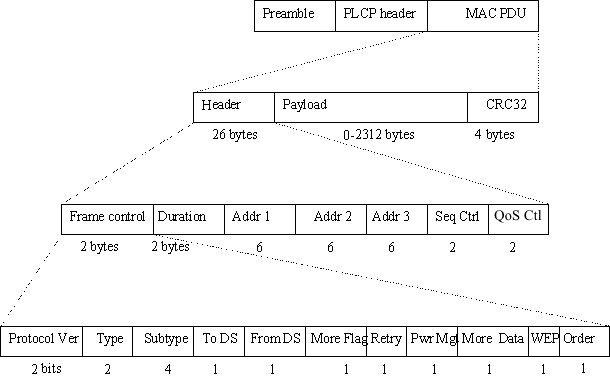 Preamble PLCP header MAC PDU
Header Payload CRC32
26 bytes 0-2312 bytes 4 bytes
Frame control Duration Addr 1 Addr 2 Addr 3 Seq Ctrl QoS Ctl
2 bytes 2 bytes 6 6 6 2 2
Protocol Ver Type Subtype To DS From DS More Flag Retry Pwr Mgt More Data WEP Order
2 bits 2 4 1 1 1 1 1 1 1 1